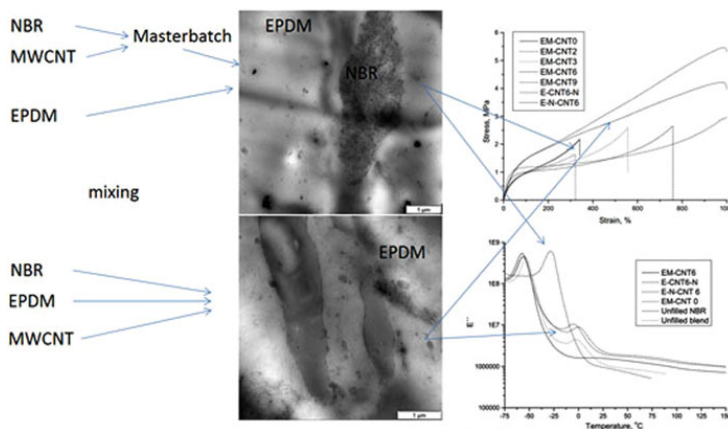 NBR
MWCNT
Masterbatch
EPDM
mixing
NBR
EPDM
MWCNT
EPDM
NBR
1 µm
EPDM
1 µm
EM-CNT0
EM-CNT2
EM-CNT3
EM-CNT6
EM-CNT9
E-CNT6-N
E-N-CNT6
Stress, MPa
6
5
4
3
2
1
0
0 200 400 600 800 1000
Strain, %
EM-CNT6
E-CNT6-N
E-N-CNT 6
EM-CNT 0
Unfilled NBR
Unfilled blend
E''
1E9
1E8
1E7
1000000
100000
-75 -50 -25 0 25 50 75 100 125 150
Temperature, °C